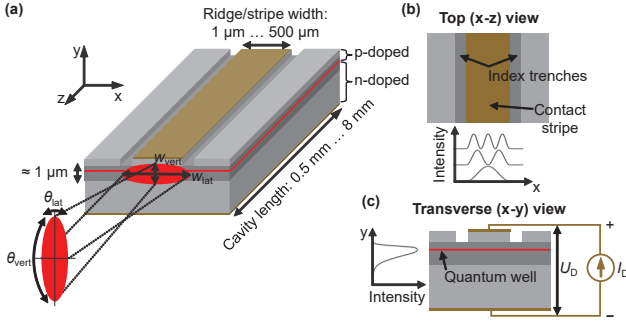 (a)
Ridge/stripe width:
1 µm ... 500 µm
p-doped
n-doped
y
x
z
≈ 1 µm
w_vert
w_lat
θ_lat
θ_vert
Cavity length: 0.5 mm ... 8 mm
(b)
Top (x-z) view
Index trenches
Contact
stripe
Intensity
x
(c)
Transverse (x-y) view
y
Intensity
Quantum well
U_D
I_D
+
−